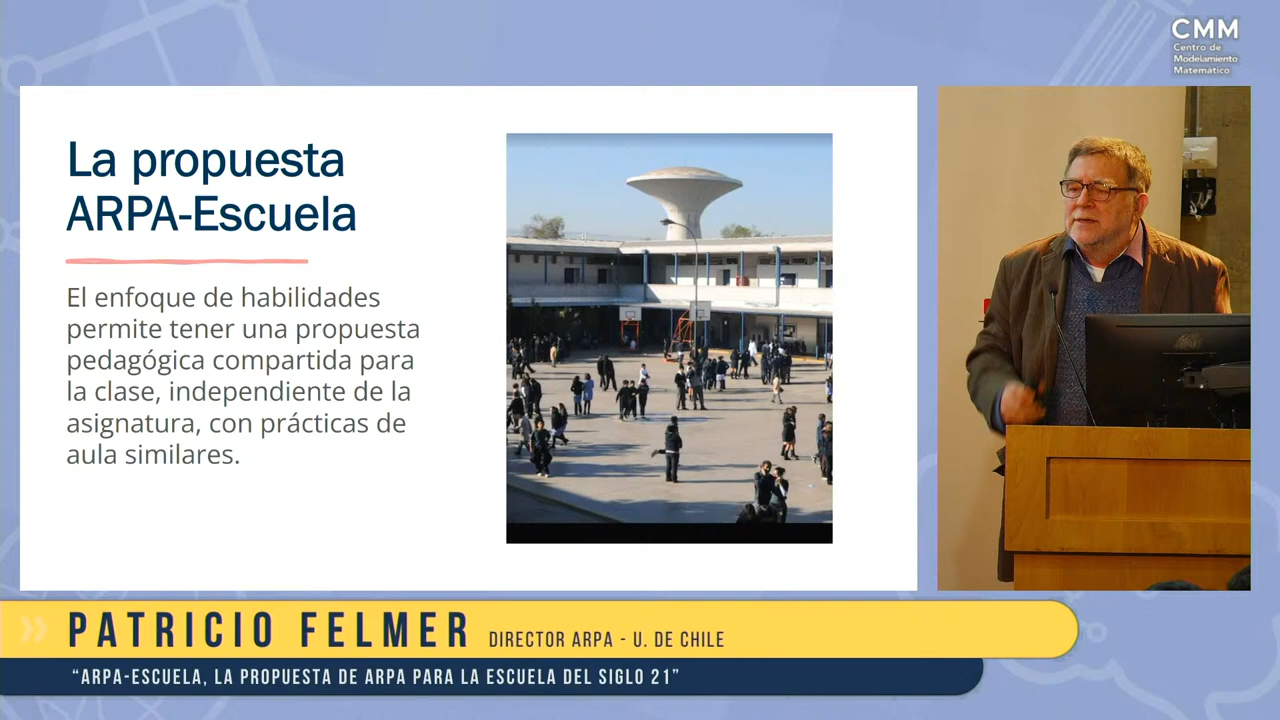 CMM
Centro de
Modelamiento
Matemático
La propuesta
ARPA-Escuela
El enfoque de habilidades
permite tener una propuesta
pedagógica compartida para
la clase, independiente de la
asignatura, con prácticas de
aula similares.
PATRICIO FELMER DIRECTOR ARPA - U. DE CHILE
“ARPA-ESCUELA, LA PROPUESTA DE ARPA PARA LA ESCUELA DEL SIGLO 21”